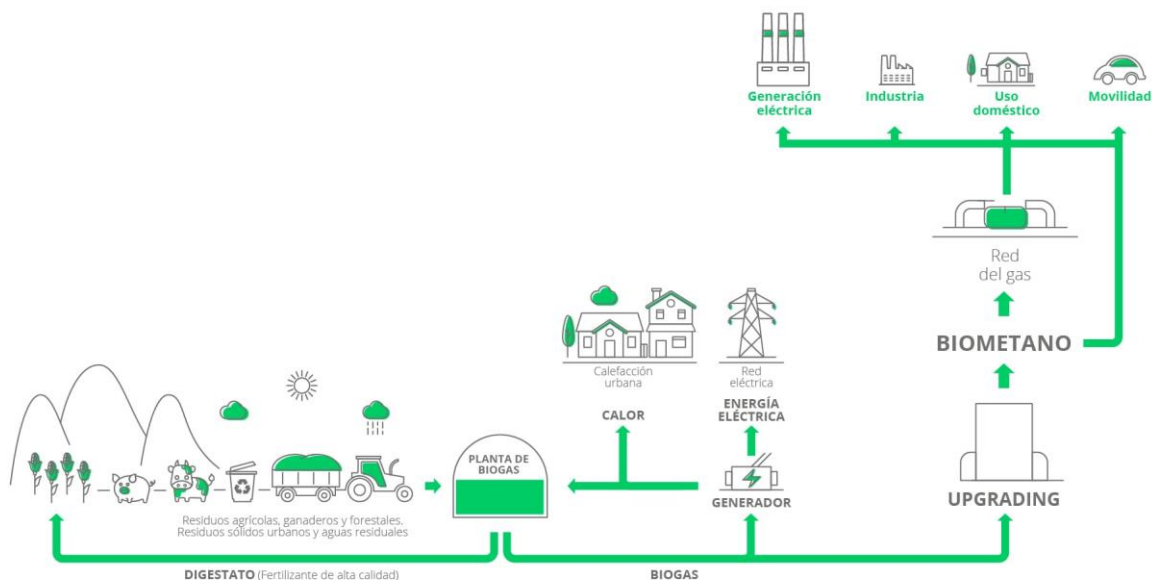 Generación
eléctrica
Industria
Uso
doméstico
Movilidad
Red
del gas
BIOMETANO
Calefacción
urbana
Red
eléctrica
CALOR
ENERGÍA
ELÉCTRICA
PLANTA DE
BIOGAS
GENERADOR
UPGRADING
Residuos agrícolas, ganaderos y forestales.
Residuos sólidos urbanos y aguas residuales
DIGESTATO (Fertilizante de alta calidad)
BIOGAS